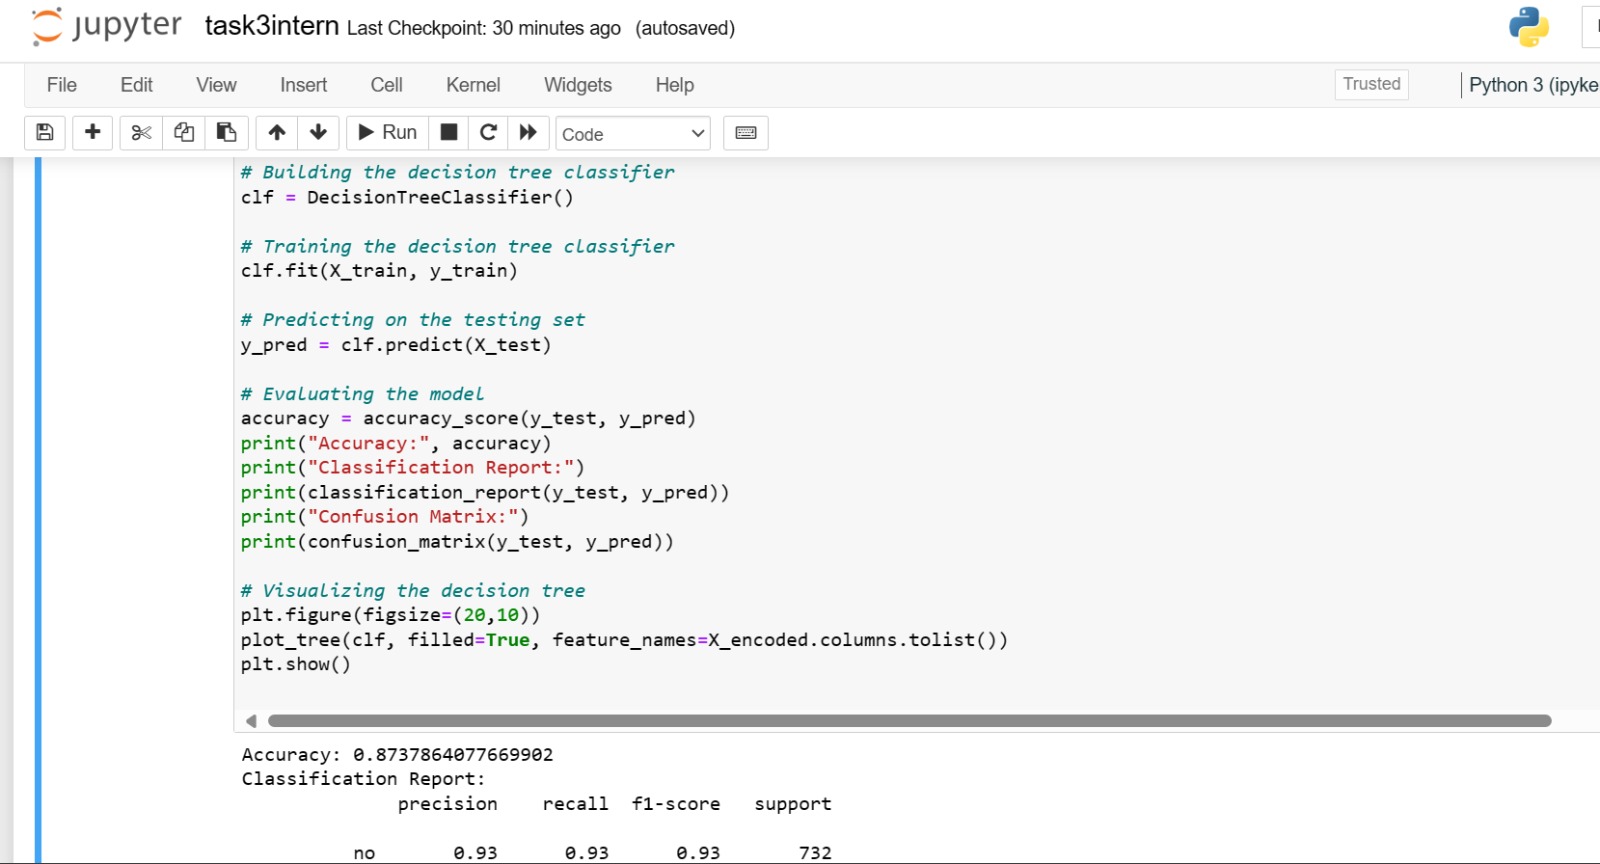 jupyter task3intern Last Checkpoint: 30 minutes ago (autosaved)
File Edit View Insert Cell Kernel Widgets Help Trusted Python 3 (ipyke
Run Code
# Building the decision tree classifier
clf = DecisionTreeClassifier()
# Training the decision tree classifier
clf.fit(X_train, y_train)
# Predicting on the testing set
y_pred = clf.predict(X_test)
# Evaluating the model
accuracy = accuracy_score(y_test, y_pred)
print("Accuracy:", accuracy)
print("Classification Report:")
print(classification_report(y_test, y_pred))
print("Confusion Matrix:")
print(confusion_matrix(y_test, y_pred))
# Visualizing the decision tree
plt.figure(figsize=(20,10))
plot_tree(clf, filled=True, feature_names=X_encoded.columns.tolist())
plt.show()
Accuracy: 0.8737864077669902
Classification Report:
precision recall f1-score support
no 0.93 0.93 0.93 732